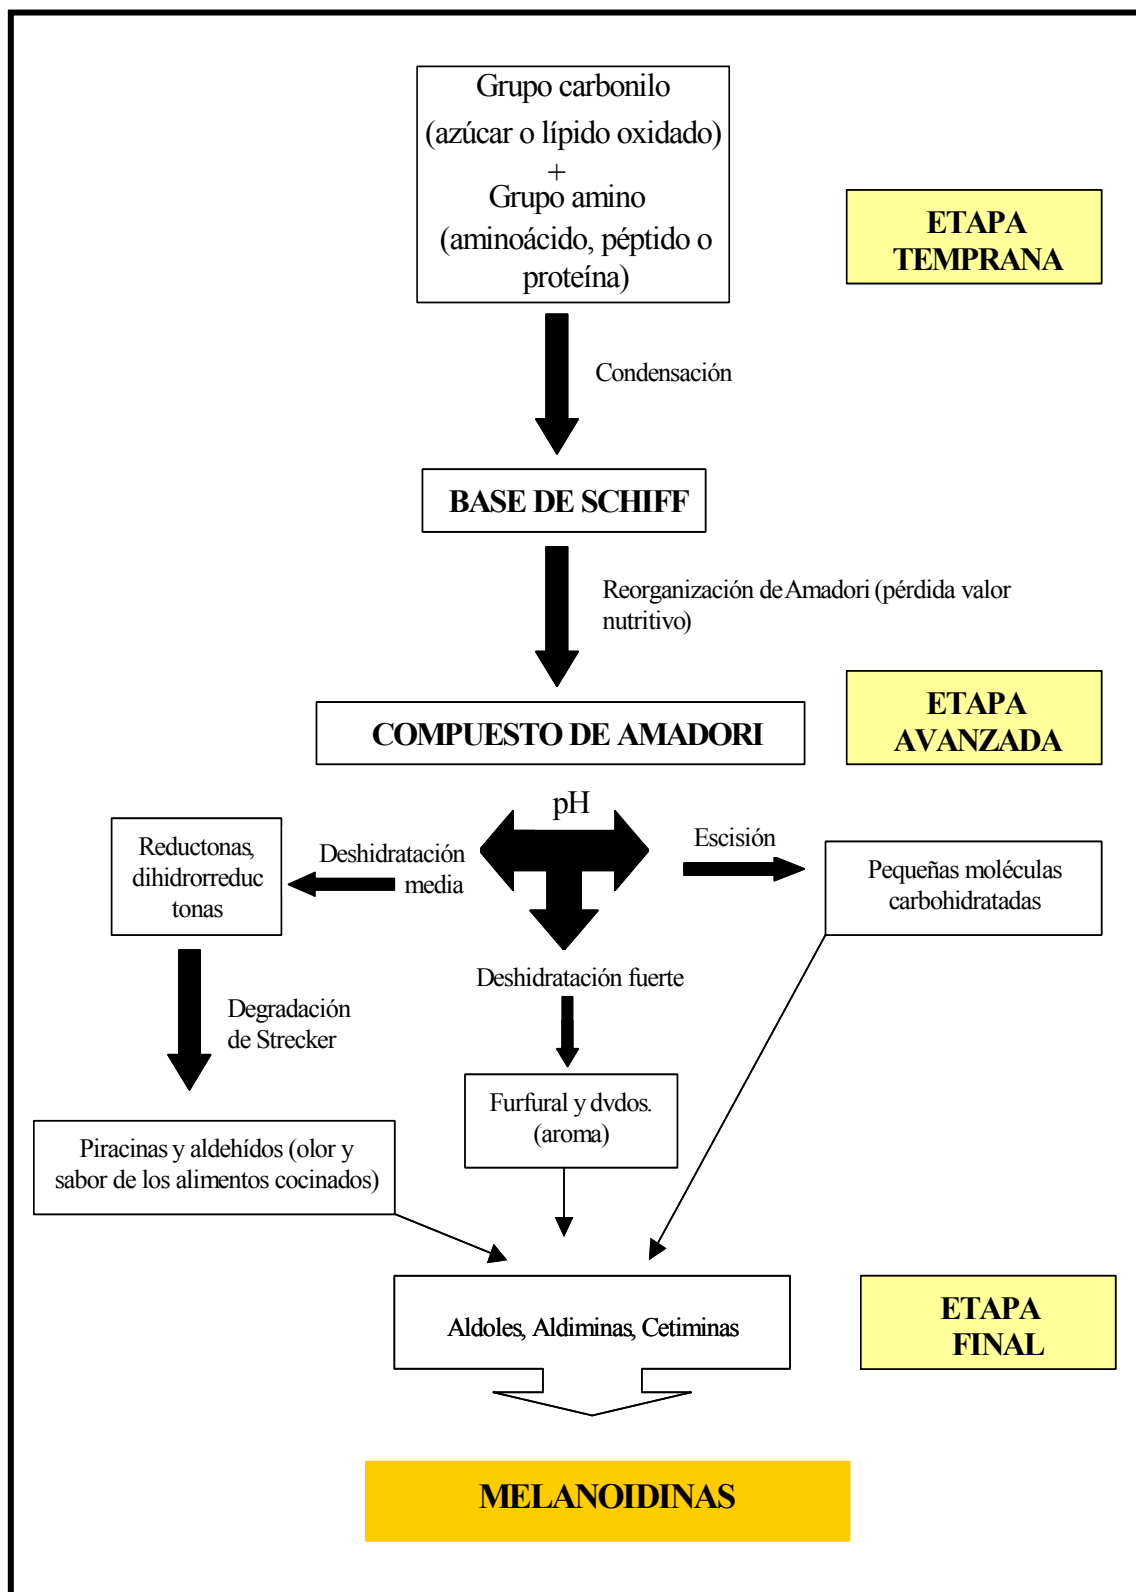 Grupo carbonilo
(azúcar o lípido oxidado)
+
Grupo amino
(aminoácido, péptido o
proteína)
ETAPA
TEMPRANA
Condensación
BASE DE SCHIFF
Reorganización de Amadori (pérdida valor
nutritivo)
COMPUESTO DE AMADORI
ETAPA
AVANZADA
pH
Reductonas,
dihidrorreduc
tonas
Deshidratación
media
Escisión
Pequeñas moléculas
carbohidratadas
Deshidratación fuerte
Degradación
de Strecker
Furfural y dvdos.
(aroma)
Piracinas y aldehídos (olor y
sabor de los alimentos cocinados)
Aldoles, Aldiminas, Cetiminas
ETAPA
FINAL
MELANOIDINAS